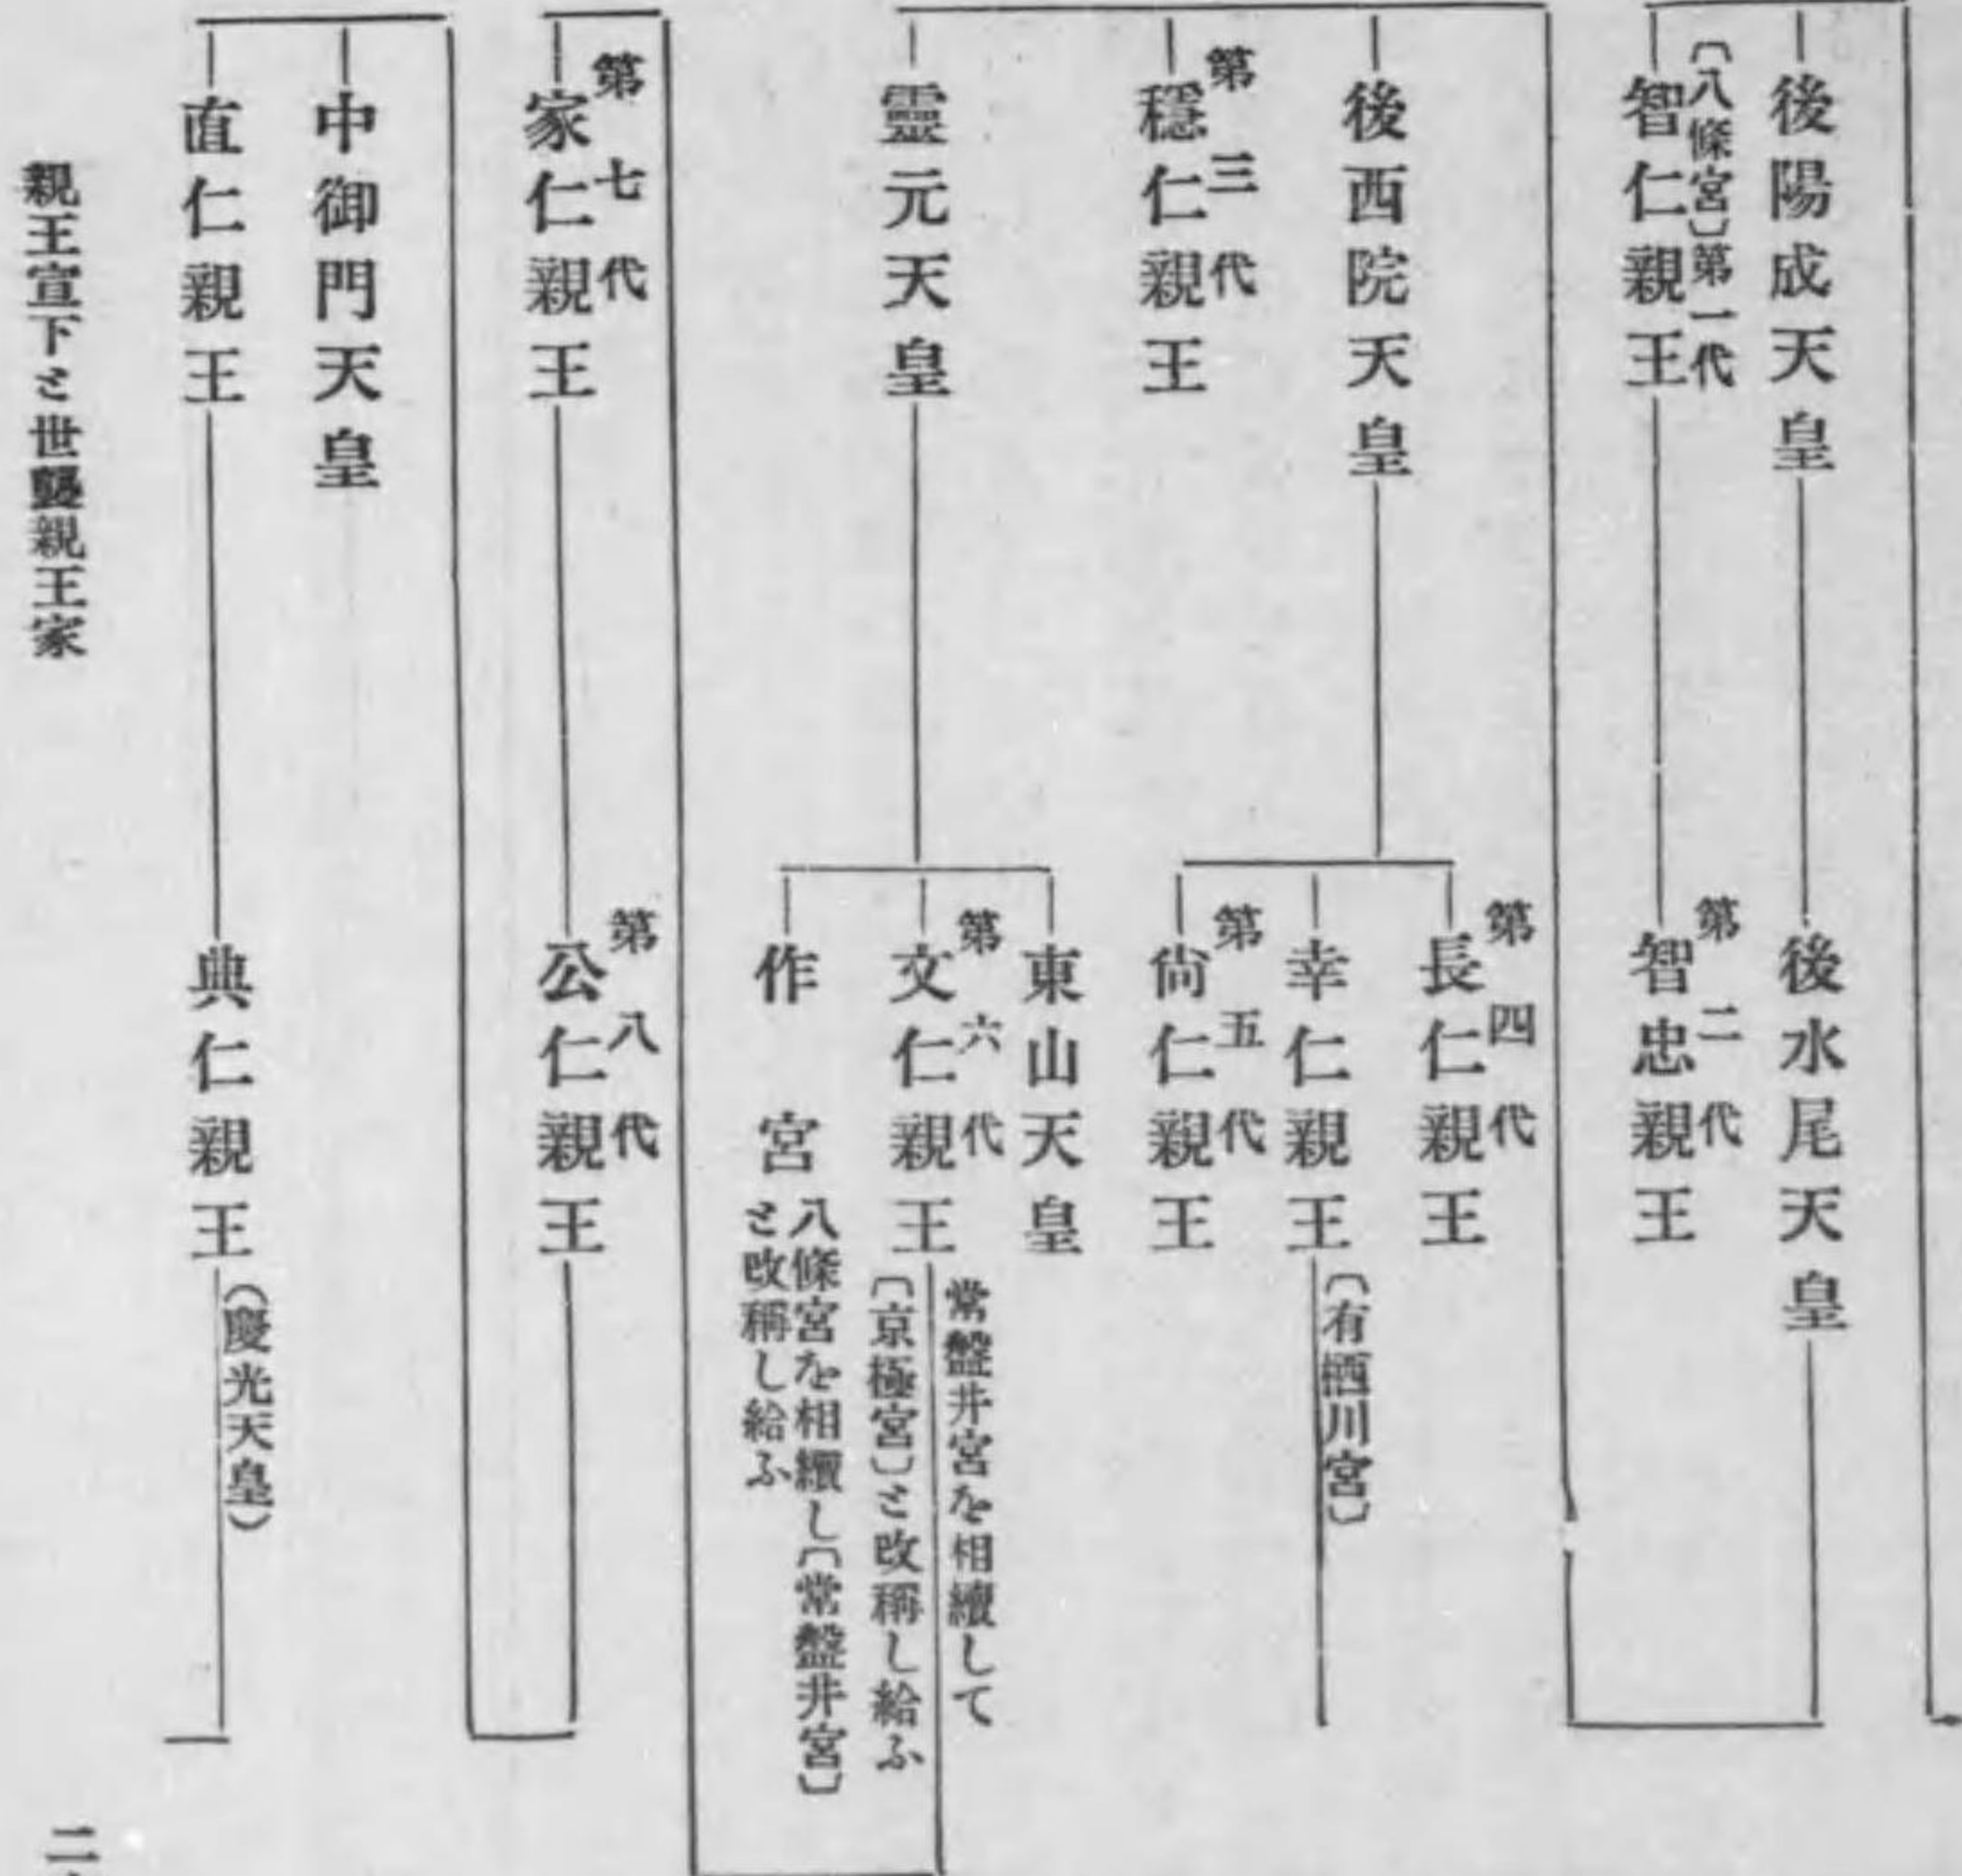 後陽成天皇
後水尾天皇
〔八條宮〕第一代
智仁親王
第二代
智忠親王
後西院天皇
第四代
長仁親王
幸仁親王
〔有栖川宮〕
第五代
尙仁親王
第三代
穩仁親王
靈元天皇
東山天皇
第六代
文仁親王
常盤井宮を相續して
〔京極宮〕と改稱し給ふ
作宮
八條宮を相續し〔常盤井宮〕
と改稱し給ふ
第七代
家仁親王
第八代
公仁親王
中御門天皇
直仁親王
典仁親王
(慶光天皇)
親王宣下と世襲親王家
二